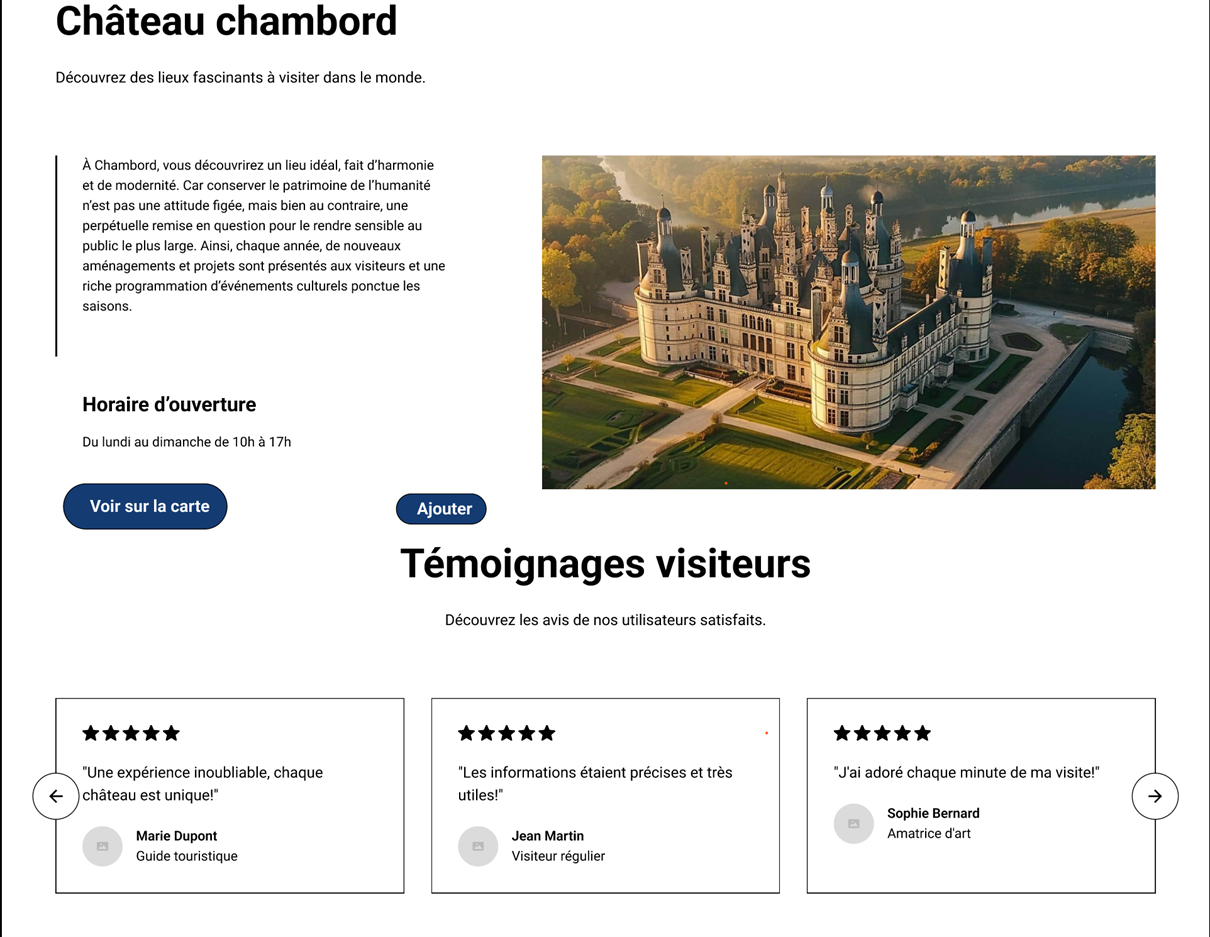 Château chambord
Découvrez des lieux fascinants à visiter dans le monde.
À Chambord, vous découvrirez un lieu idéal, fait d’harmonie
et de modernité. Car conserver le patrimoine de l’humanité
n’est pas une attitude figée, mais bien au contraire, une
perpétuelle remise en question pour le rendre sensible au
public le plus large. Ainsi, chaque année, de nouveaux
aménagements et projets sont présentés aux visiteurs et une
riche programmation d’événements culturels ponctue les
saisons.
Horaire d’ouverture
Du lundi au dimanche de 10h à 17h
Voir sur la carte
Ajouter
Témoignages visiteurs
Découvrez les avis de nos utilisateurs satisfaits.
"Une expérience inoubliable, chaque
château est unique!"
Marie Dupont
Guide touristique
"Les informations étaient précises et très
utiles!"
Jean Martin
Visiteur régulier
"J'ai adoré chaque minute de ma visite!"
Sophie Bernard
Amatrice d'art